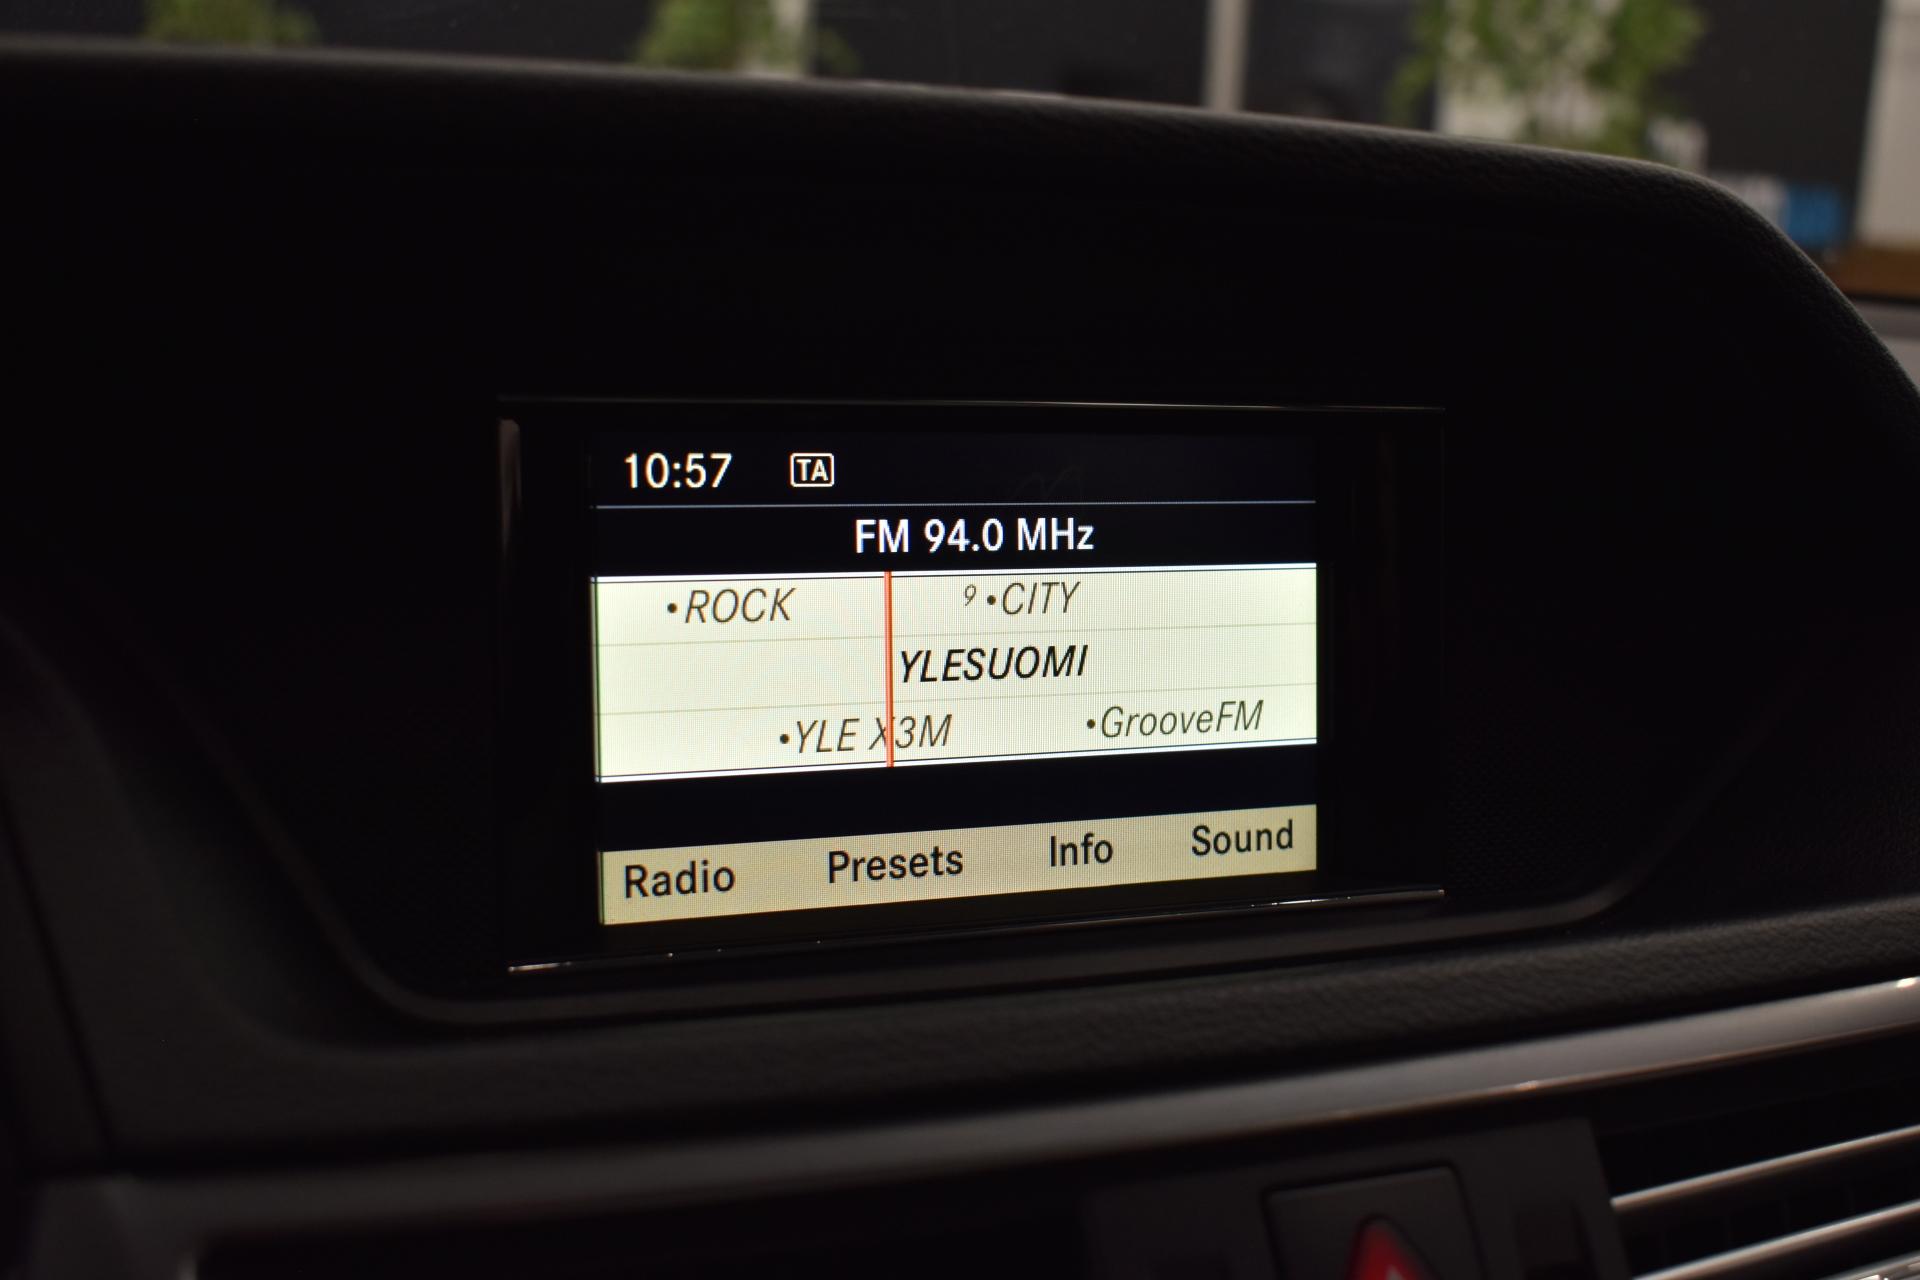 10:57 TA
FM 94.0 MHz
•ROCK 9 •CITY
YLESUOMI
•YLE X3M •GrooveFM
Radio Presets Info Sound